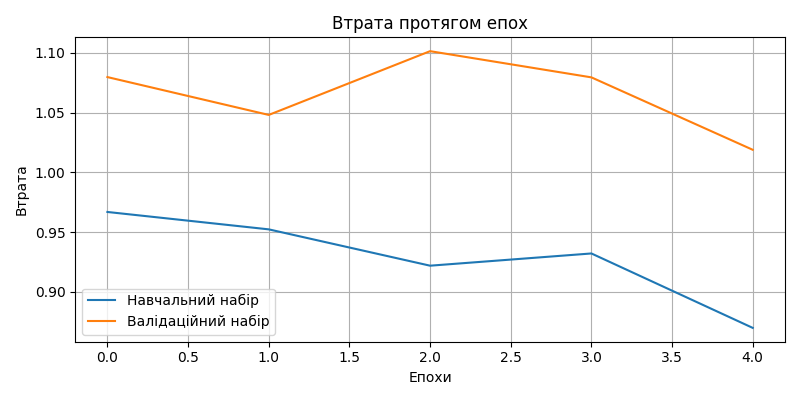 Втрата протягом епох
Втрата
1.10
1.05
1.00
0.95
0.90
Навчальний набір
Валідаційний набір
0.0 0.5 1.0 1.5 2.0 2.5 3.0 3.5 4.0
Епохи